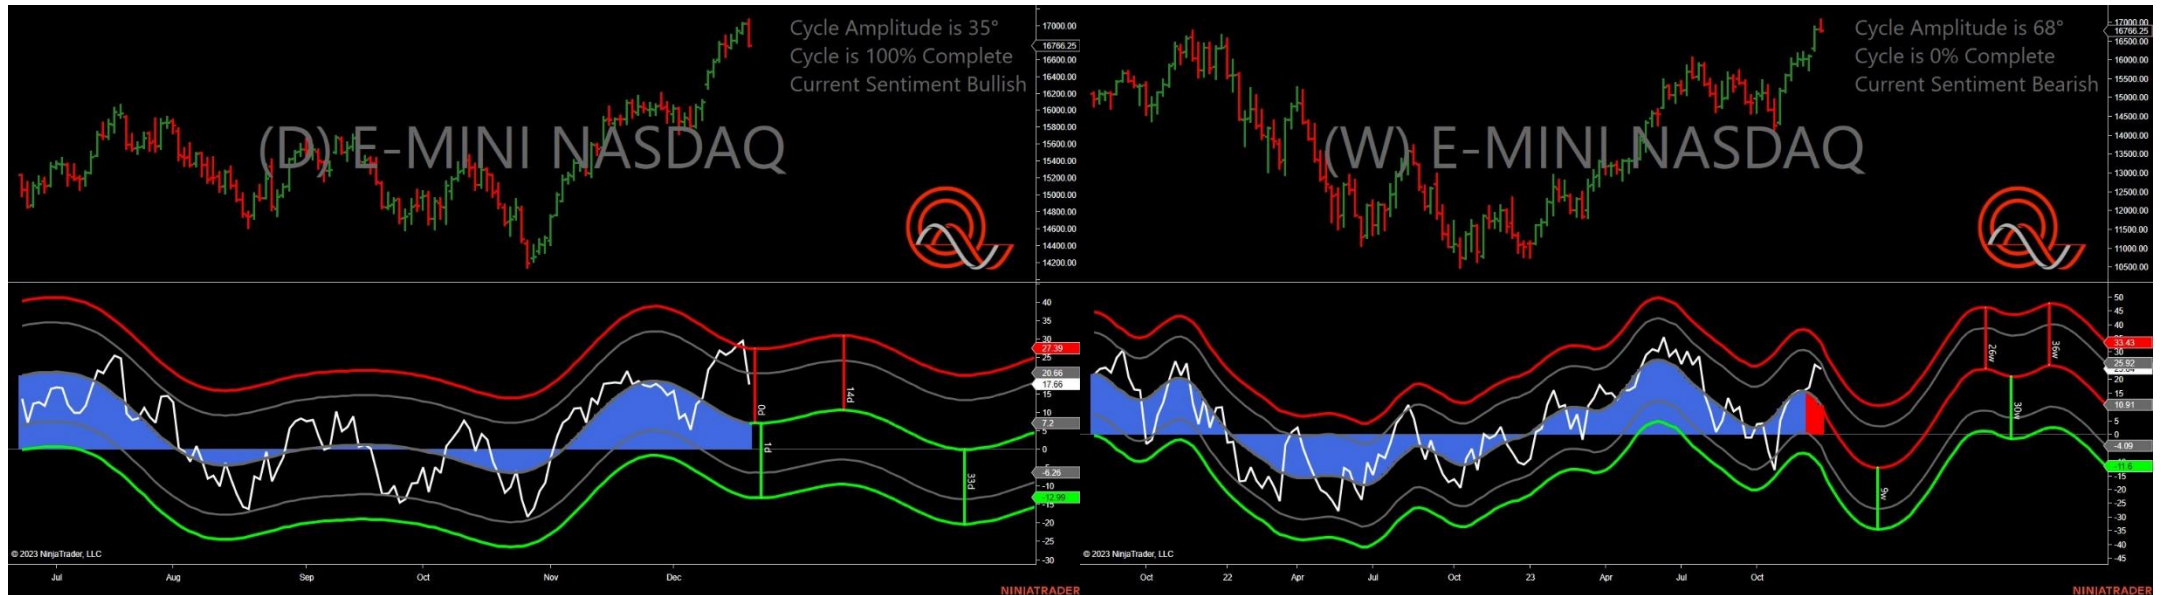 Cycle Amplitude is 35°
Cycle is 100% Complete
Current Sentiment Bullish
(D) E-MINI NASDAQ
17000.00
16766.25
16600.00
16400.00
16200.00
16000.00
15800.00
15600.00
15400.00
15200.00
15000.00
14800.00
14600.00
14400.00
14200.00
40
35
30
27.39
25
20.66
17.66
10
7.2
5
0
-6.26
-10
-12.99
-15
-20
-25
-30
0d
1d
14d
33d
© 2023 NinjaTrader, LLC
Jul
Aug
Sep
Oct
Nov
Dec
NINJATRADER
Cycle Amplitude is 68°
Cycle is 0% Complete
Current Sentiment Bearish
(W) E-MINI NASDAQ
17000.00
16766.25
16500.00
16000.00
15500.00
15000.00
14500.00
14000.00
13500.00
13000.00
12500.00
12000.00
11500.00
11000.00
10500.00
50
45
40
33.43
30
25.92
20
15
10.91
5
0
-4.09
-11.6
-15
-20
-25
-30
-35
-40
-45
9w
26w
30w
36w
© 2023 NinjaTrader, LLC
Oct
22
Apr
Jul
Oct
23
Apr
Jul
Oct
NINJATRADER